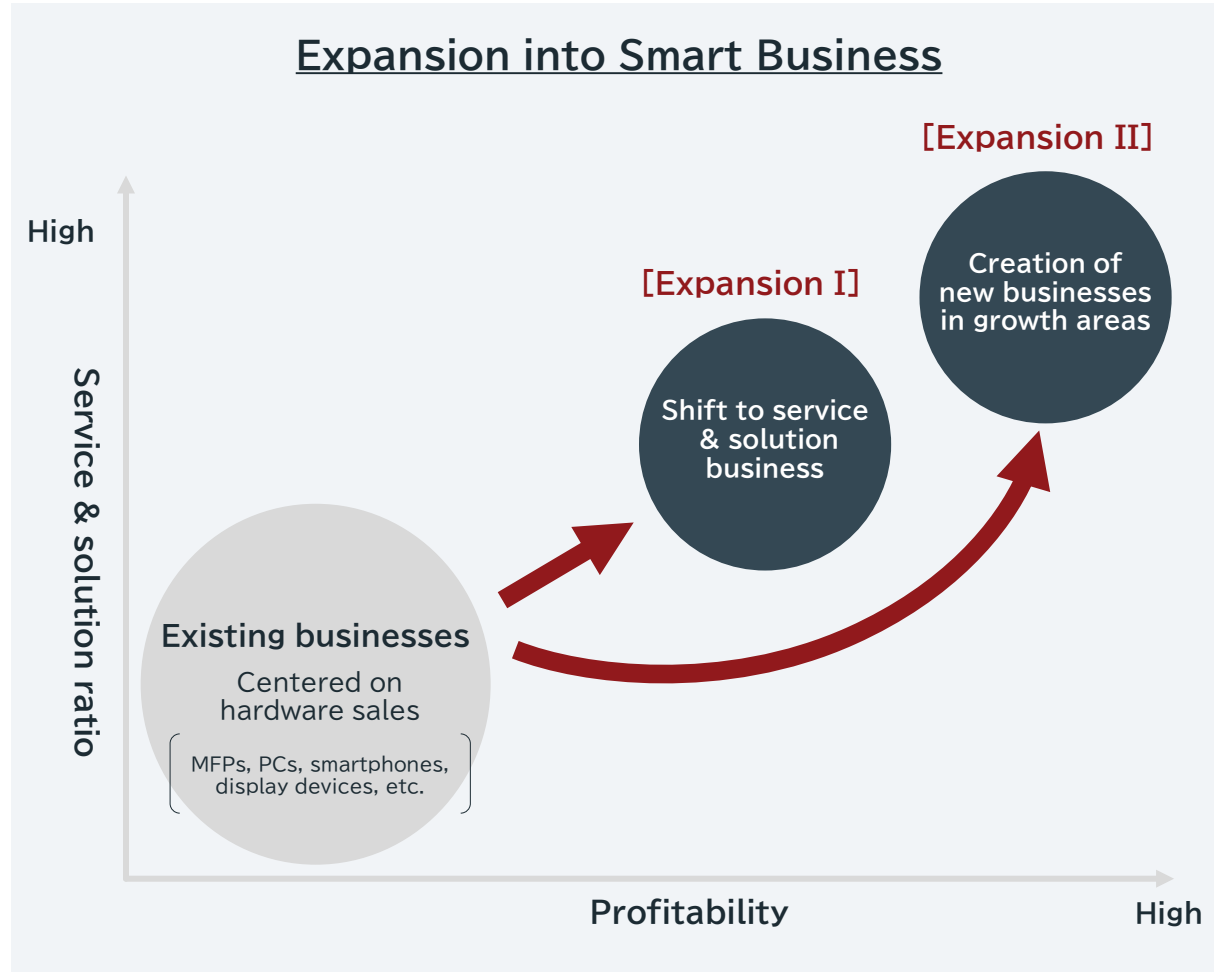 Expansion into Smart Business
[Expansion II]
High
Creation of
new businesses
in growth areas
[Expansion I]
Shift to service
& solution
business
Service & solution ratio
Existing businesses
Centered on
hardware sales
MFPs, PCs, smartphones,
display devices, etc.
Profitability
High